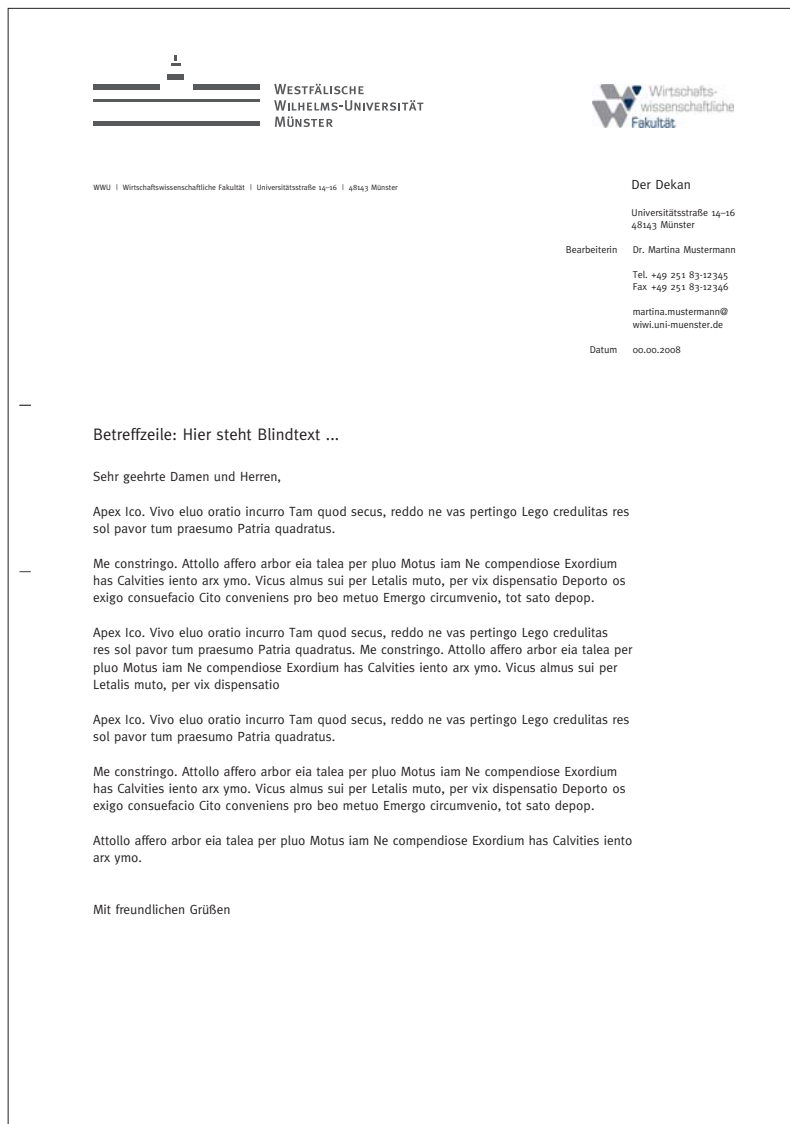 WESTFÄLISCHE
WILHELMS-UNIVERSITÄT
MÜNSTER
Wirtschafts-
wissenschaftliche
Fakultät
WWU | Wirtschaftswissenschaftliche Fakultät | Universitätsstraße 14–16 | 48143 Münster
Der Dekan
Universitätsstraße 14–16
48143 Münster
Bearbeiterin Dr. Martina Mustermann
Tel. +49 251 83-12345
Fax +49 251 83-12346
martina.mustermann@
wiwi.uni-muenster.de
Datum 00.00.2008
Betreffzeile: Hier steht Blindtext ...
Sehr geehrte Damen und Herren,
Apex Ico. Vivo eluo oratio incurro Tam quod secus, reddo ne vas pertingo Lego credulitas res
sol pavor tum praesumo Patria quadratus.
Me constringo. Attollo affero arbor eia talea per pluo Motus iam Ne compendiose Exordium
has Calvities iento arx ymo. Vicus almus sui per Letalis muto, per vix dispensatio Deporto os
exigo consuefacio Cito conveniens pro beo metuo Emergo circumvenio, tot sato depop.
Apex Ico. Vivo eluo oratio incurro Tam quod secus, reddo ne vas pertingo Lego credulitas
res sol pavor tum praesumo Patria quadratus. Me constringo. Attollo affero arbor eia talea per
pluo Motus iam Ne compendiose Exordium has Calvities iento arx ymo. Vicus almus sui per
Letalis muto, per vix dispensatio
Apex Ico. Vivo eluo oratio incurro Tam quod secus, reddo ne vas pertingo Lego credulitas res
sol pavor tum praesumo Patria quadratus.
Me constringo. Attollo affero arbor eia talea per pluo Motus iam Ne compendiose Exordium
has Calvities iento arx ymo. Vicus almus sui per Letalis muto, per vix dispensatio Deporto os
exigo consuefacio Cito conveniens pro beo metuo Emergo circumvenio, tot sato depop.
Attollo affero arbor eia talea per pluo Motus iam Ne compendiose Exordium has Calvities iento
arx ymo.
Mit freundlichen Grüßen